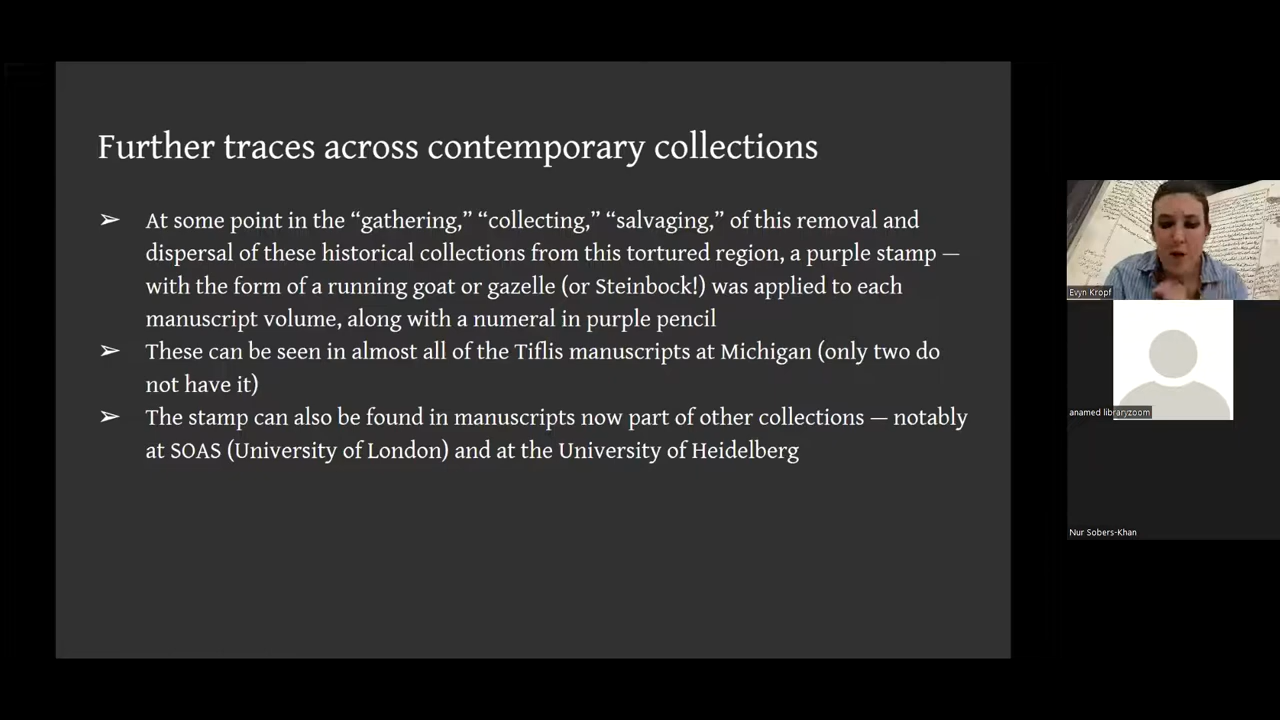 Further traces across contemporary collections
➢ At some point in the “gathering,” “collecting,” “salvaging,” of this removal and
dispersal of these historical collections from this tortured region, a purple stamp —
with the form of a running goat or gazelle (or Steinbock!) was applied to each
manuscript volume, along with a numeral in purple pencil
➢ These can be seen in almost all of the Tiflis manuscripts at Michigan (only two do
not have it)
➢ The stamp can also be found in manuscripts now part of other collections — notably
at SOAS (University of London) and at the University of Heidelberg
Evyn Kropf
anamed libraryzoom
Nur Sobers-Khan